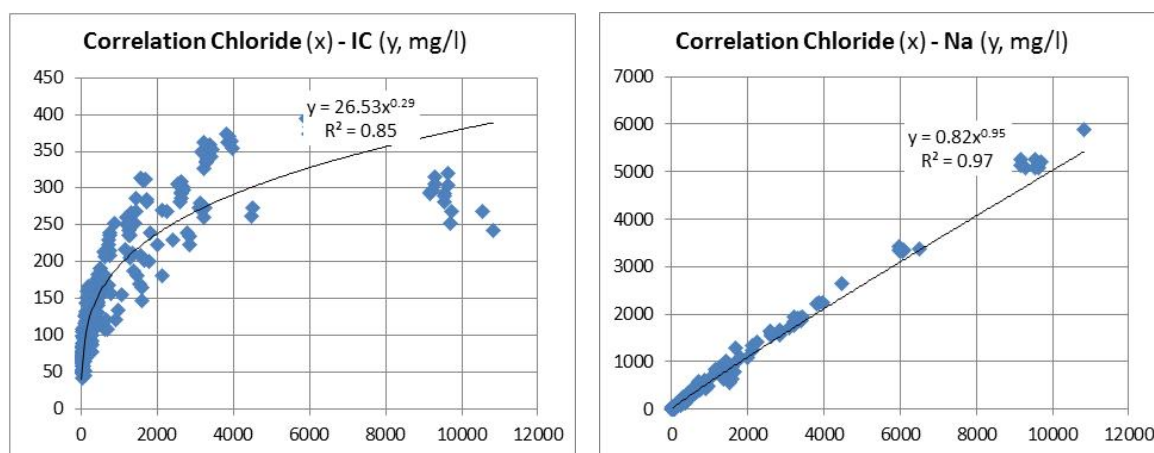 Correlation Chloride (x) - IC (y, mg/l)
450
400
350
300
250
200
150
100
50
0
y = 26.53x^0.29
R² = 0.85
0 2000 4000 6000 8000 10000 12000
Correlation Chloride (x) - Na (y, mg/l)
7000
6000
5000
4000
3000
2000
1000
0
y = 0.82x^0.95
R² = 0.97
0 2000 4000 6000 8000 10000 12000